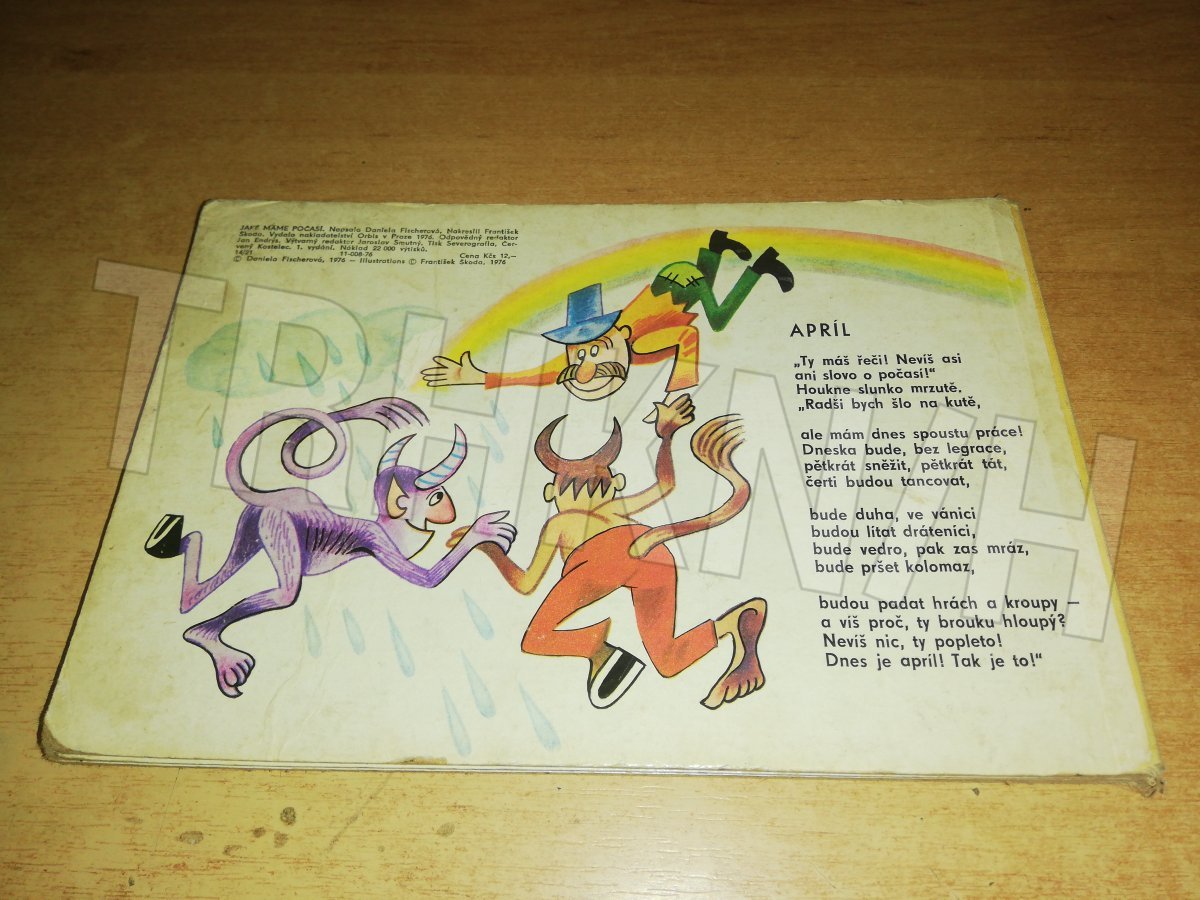 JAKÉ MÁME POČASÍ. Napsala Daniela Fischerová, Nakreslil František
Škoda. Vydalo nakladatelství Orbis v Praze 1976. Odpovědný redaktor
Jan Endrýs. Výtvarný redaktor Jaroslav Smutný. Tisk Severografia, Čer-
vený Kostelec. 1. vydání. Náklad 22 000 výtisků.
14/21 11-008-76 Cena Kčs 12,—
© Daniela Fischerová, 1976 — Illustrations © František Škoda, 1976
APRÍL
„Ty máš řeči! Nevíš asi
ani slovo o počasí!“
Houkne slunko mrzutě.
„Radši bych šlo na kutě,
ale mám dnes spoustu práce!
Dneska bude, bez legrace,
pětkrát sněžit, pětkrát tát,
čerti budou tancovat,
bude duha, ve vánici
budou lítat dráteníci,
bude vedro, pak zas mráz,
bude pršet kolomaz,
budou padat hrách a kroupy —
a víš proč, ty brouku hloupý?
Nevíš nic, ty popleto!
Dnes je apríl! Tak je to!“
TRHKNIH